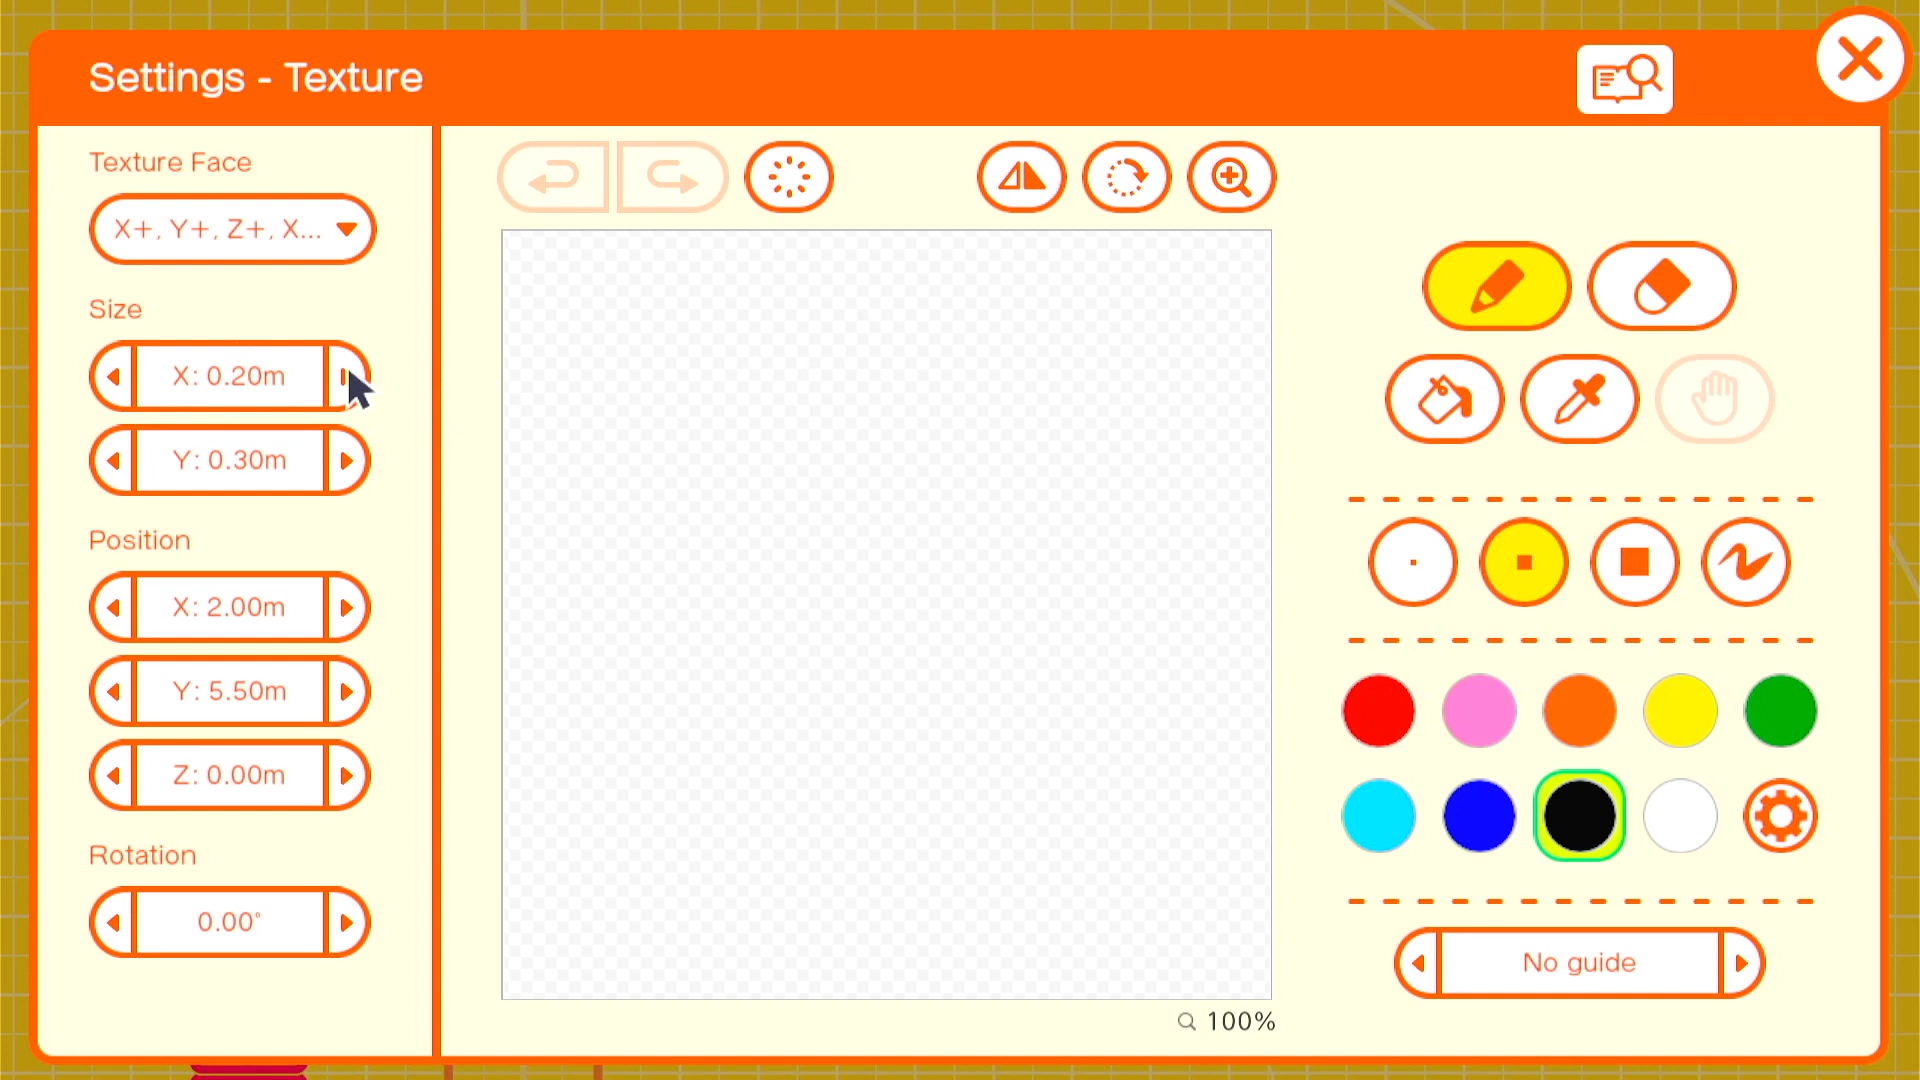 Settings - Texture
Texture Face
X+, Y+, Z+, X...
Size
X: 0.20m
Y: 0.30m
Position
X: 2.00m
Y: 5.50m
Z: 0.00m
Rotation
0.00°
100%
No guide